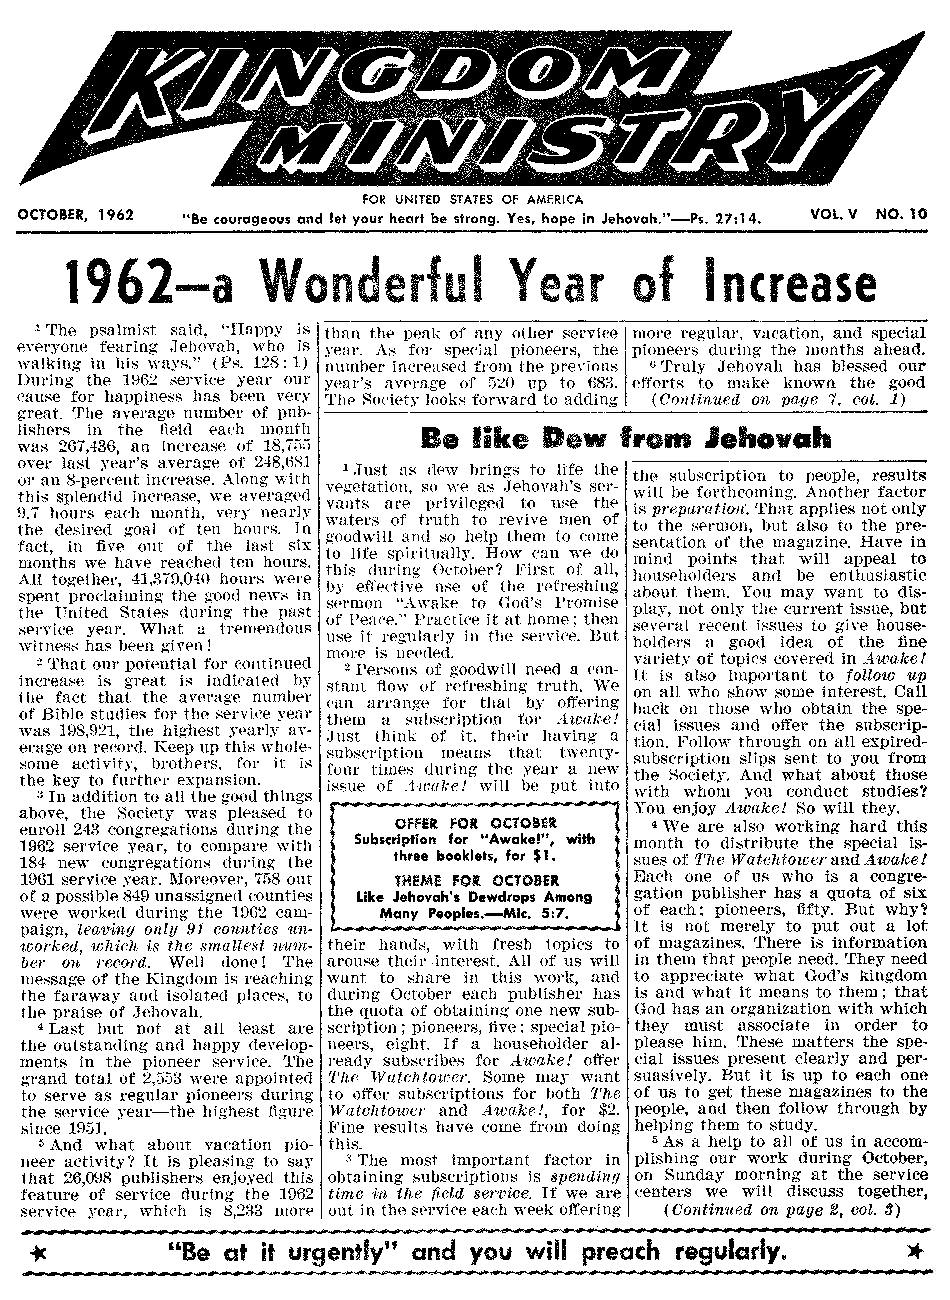 KINGDOM
MINISTRY
FOR UNITED STATES OF AMERICA
OCTOBER, 1962
"Be courageous and let your heart be strong. Yes, hope in Jehovah."—Ps. 27:14.
VOL. V NO. 10
1962—a Wonderful Year of Increase
¹ The psalmist said, "Happy is
everyone fearing Jehovah, who is
walking in his ways." (Ps. 128:1)
During the 1962 service year our
cause for happiness has been very
great. The average number of pub-
lishers in the field each month
was 267,436, an increase of 18,755
over last year's average of 248,681
or an 8-percent increase. Along with
this splendid increase, we averaged
9.7 hours each month, very nearly
the desired goal of ten hours. In
fact, in five out of the last six
months we have reached ten hours.
All together, 41,379,040 hours were
spent proclaiming the good news in
the United States during the past
service year. What a tremendous
witness has been given!
² That our potential for continued
increase is great is indicated by
the fact that the average number
of Bible studies for the service year
was 198,921, the highest yearly av-
erage on record. Keep up this whole-
some activity, brothers, for it is
the key to further expansion.
³ In addition to all the good things
above, the Society was pleased to
enroll 243 congregations during the
1962 service year, to compare with
184 new congregations during the
1961 service year. Moreover, 758 out
of a possible 849 unassigned counties
were worked during the 1962 cam-
paign, leaving only 91 counties un-
worked, which is the smallest num-
ber on record. Well done! The
message of the Kingdom is reaching
the faraway and isolated places, to
the praise of Jehovah.
⁴ Last but not at all least are
the outstanding and happy develop-
ments in the pioneer service. The
grand total of 2,553 were appointed
to serve as regular pioneers during
the service year—the highest figure
since 1951.
⁵ And what about vacation pio-
neer activity? It is pleasing to say
that 26,098 publishers enjoyed this
feature of service during the 1962
service year, which is 8,233 more
than the peak of any other service
year. As for special pioneers, the
number increased from the previous
year's average of 520 up to 683.
The Society looks forward to adding
more regular, vacation, and special
pioneers during the months ahead.
⁶ Truly Jehovah has blessed our
efforts to make known the good
(Continued on page 7, col. 1)
Be like Dew from Jehovah
¹ Just as dew brings to life the
vegetation, so we as Jehovah's ser-
vants are privileged to use the
waters of truth to revive men of
goodwill and so help them to come
to life spiritually. How can we do
this during October? First of all,
by effective use of the refreshing
sermon "Awake to God's Promise
of Peace." Practice it at home; then
use it regularly in the service. But
more is needed.
² Persons of goodwill need a con-
stant flow of refreshing truth. We
can arrange for that by offering
them a subscription for Awake!
Just think of it, their having a
subscription means that twenty-
four times during the year a new
issue of Awake! will be put into
OFFER FOR OCTOBER
Subscription for "Awake!", with
three booklets, for $1.
THEME FOR OCTOBER
Like Jehovah's Dewdrops Among
Many Peoples.—Mic. 5:7.
their hands, with fresh topics to
arouse their interest. All of us will
want to share in this work, and
during October each publisher has
the quota of obtaining one new sub-
scription; pioneers, five; special pio-
neers, eight. If a householder al-
ready subscribes for Awake! offer
The Watchtower. Some may want
to offer subscriptions for both The
Watchtower and Awake!, for $2.
Fine results have come from doing
this.
³ The most important factor in
obtaining subscriptions is spending
time in the field service. If we are
out in the service each week offering
the subscription to people, results
will be forthcoming. Another factor
is preparation. That applies not only
to the sermon, but also to the pre-
sentation of the magazine. Have in
mind points that will appeal to
householders and be enthusiastic
about them. You may want to dis-
play, not only the current issue, but
several recent issues to give house-
holders a good idea of the fine
variety of topics covered in Awake!
It is also important to follow up
on all who show some interest. Call
back on those who obtain the spe-
cial issues and offer the subscrip-
tion. Follow through on all expired-
subscription slips sent to you from
the Society. And what about those
with whom you conduct studies?
You enjoy Awake! So will they.
⁴ We are also working hard this
month to distribute the special is-
sues of The Watchtower and Awake!
Each one of us who is a congre-
gation publisher has a quota of six
of each; pioneers, fifty. But why?
It is not merely to put out a lot
of magazines. There is information
in them that people need. They need
to appreciate what God's kingdom
is and what it means to them; that
God has an organization with which
they must associate in order to
please him. These matters the spe-
cial issues present clearly and per-
suasively. But it is up to each one
of us to get these magazines to the
people, and then follow through by
helping them to study.
⁵ As a help to all of us in accom-
plishing our work during October,
on Sunday morning at the service
centers we will discuss together,
(Continued on page 2, col. 3)
★ "Be at it urgently" and you will preach regularly. ★